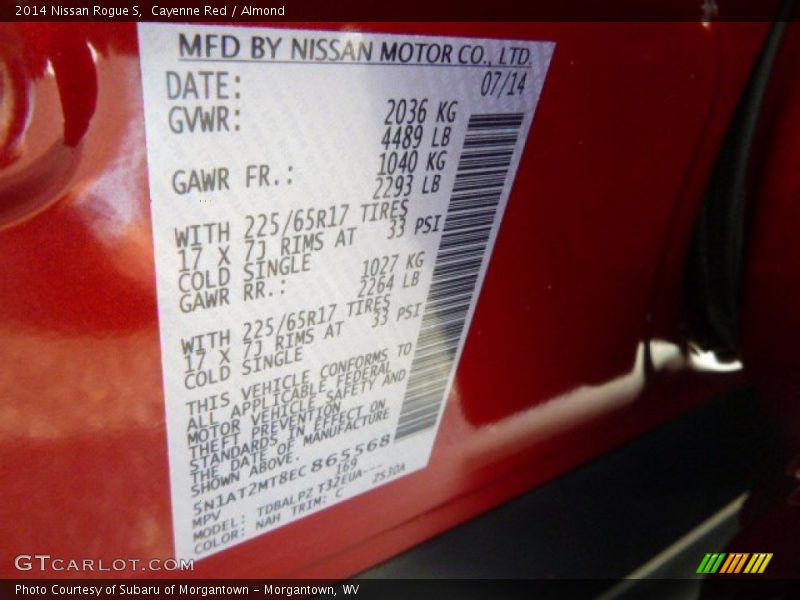 2014 Nissan Rogue S, Cayenne Red / Almond
MFD BY NISSAN MOTOR CO., LTD.
DATE: 07/14
GVWR: 2036 KG
4489 LB
GAWR FR.: 1040 KG
2293 LB
WITH 225/65R17 TIRES
17 X 7J RIMS AT 33 PSI
COLD SINGLE
GAWR RR.: 1027 KG
2264 LB
WITH 225/65R17 TIRES
17 X 7J RIMS AT 33 PSI
COLD SINGLE
THIS VEHICLE CONFORMS TO
ALL APPLICABLE FEDERAL
MOTOR VEHICLE SAFETY AND
THEFT PREVENTION
STANDARDS IN EFFECT ON
THE DATE OF MANUFACTURE
SHOWN ABOVE.
5N1AT2MT8EC865568
MPV 169
MODEL: TDBALPZ T32EUA---
COLOR: NAH TRIM: C 2S30A
GTCARLOT.COM
Photo Courtesy of Subaru of Morgantown - Morgantown, WV